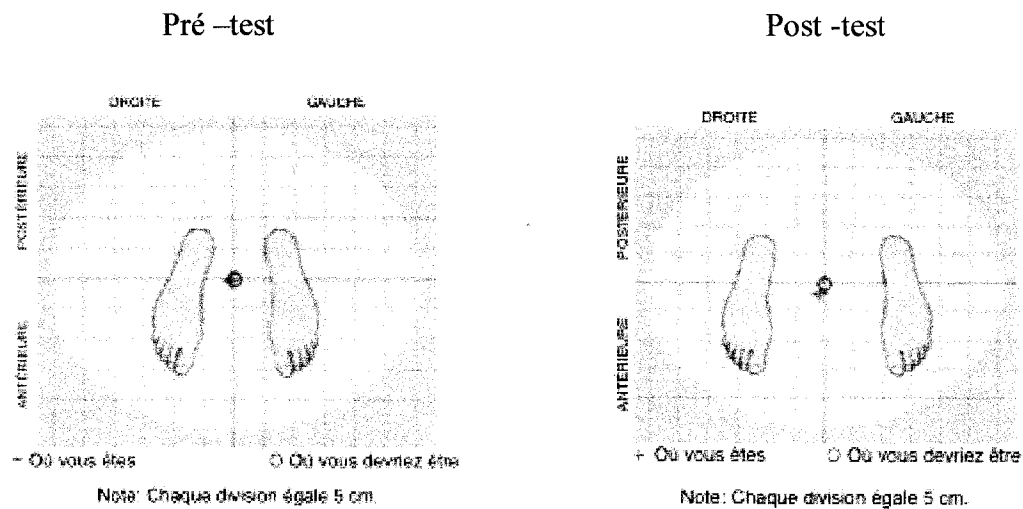 Pré –test
Post -test
DROITE GAUCHE
DROITE GAUCHE
POSTÉRIEURE
ANTÉRIEURE
POSTÉRIEURE
ANTÉRIEURE
– Où vous êtes O Où vous devriez être
+ Où vous êtes O Où vous devriez être
Note: Chaque division égale 5 cm.
Note: Chaque division égale 5 cm.